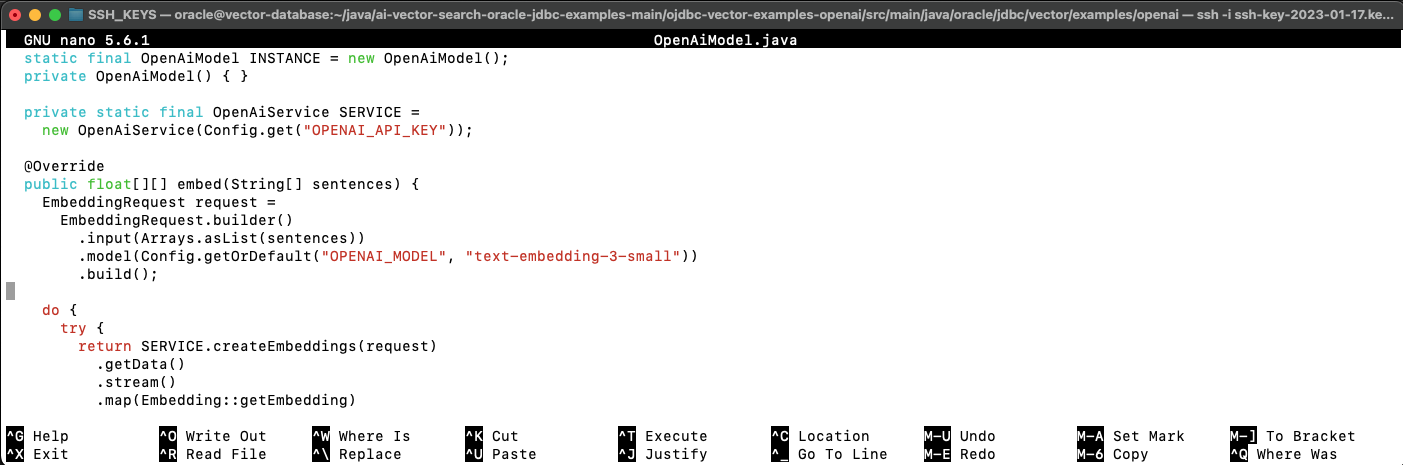 SSH_KEYS — oracle@vector-database:~/java/ai-vector-search-oracle-jdbc-examples-main/ojdbc-vector-examples-openai/src/main/java/oracle/jdbc/vector/examples/openai — ssh -i ssh-key-2023-01-17.ke...
GNU nano 5.6.1 OpenAiModel.java
static final OpenAiModel INSTANCE = new OpenAiModel();
private OpenAiModel() { }
private static final OpenAiService SERVICE =
new OpenAiService(Config.get("OPENAI_API_KEY"));
@Override
public float[][] embed(String[] sentences) {
EmbeddingRequest request =
EmbeddingRequest.builder()
.input(Arrays.asList(sentences))
.model(Config.getOrDefault("OPENAI_MODEL", "text-embedding-3-small"))
.build();
do {
try {
return SERVICE.createEmbeddings(request)
.getData()
.stream()
.map(Embedding::getEmbedding)
^G Help ^O Write Out ^W Where Is ^K Cut ^T Execute ^C Location M-U Undo M-A Set Mark M-] To Bracket
^X Exit ^R Read File ^\ Replace ^U Paste ^J Justify ^_ Go To Line M-E Redo M-6 Copy ^Q Where Was